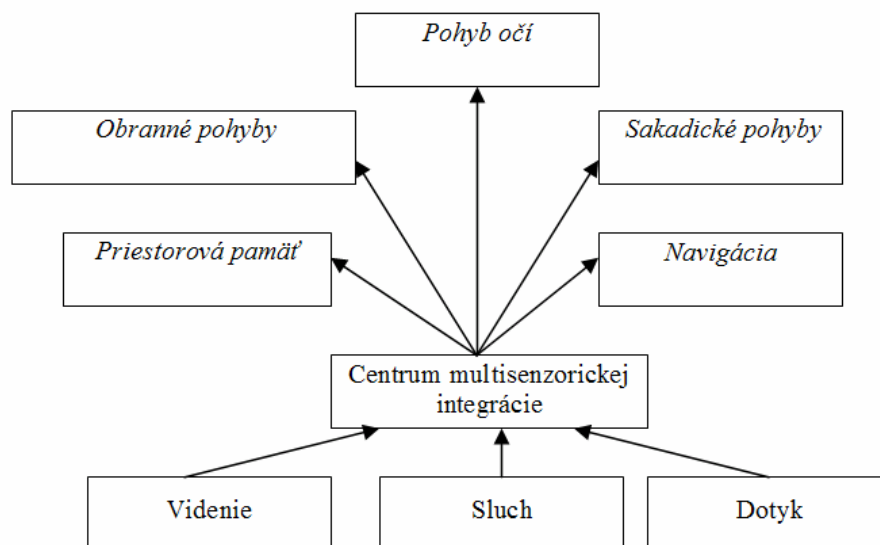 Pohyb očí
Obranné pohyby
Sakadické pohyby
Priestorová pamäť
Navigácia
Centrum multisenzorickej
integrácie
Videnie
Sluch
Dotyk